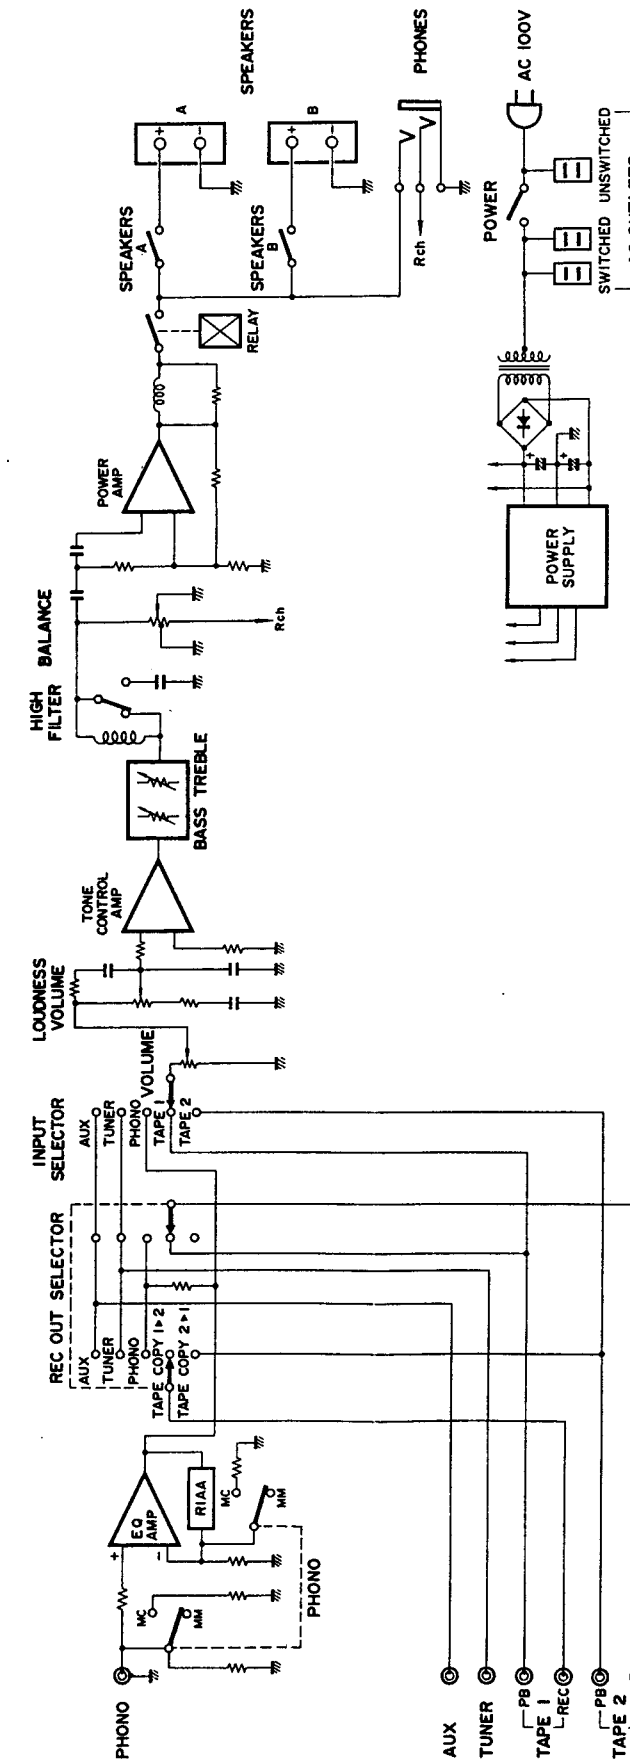 PHONO
+
-
EQ
AMP
RIAA
MC
MM
MC
MM
PHONO
REC OUT SELECTOR
AUX
TUNER
PHONO
TAPE COPY 1▸2
TAPE COPY 2▸1
INPUT
SELECTOR
AUX
TUNER
PHONO
TAPE 1
TAPE 2
VOLUME
LOUDNESS
VOLUME
TONE
CONTROL
AMP
BASS TREBLE
HIGH
FILTER
BALANCE
Rch
POWER
AMP
RELAY
SPEAKERS
A
SPEAKERS
B
+
-
A
SPEAKERS
+
-
B
Rch
PHONES
AUX
TUNER
PB
TAPE 1
REC
PB
TAPE 2
POWER
SUPPLY
+
+
POWER
AC 100V
SWITCHED UNSWITCHED